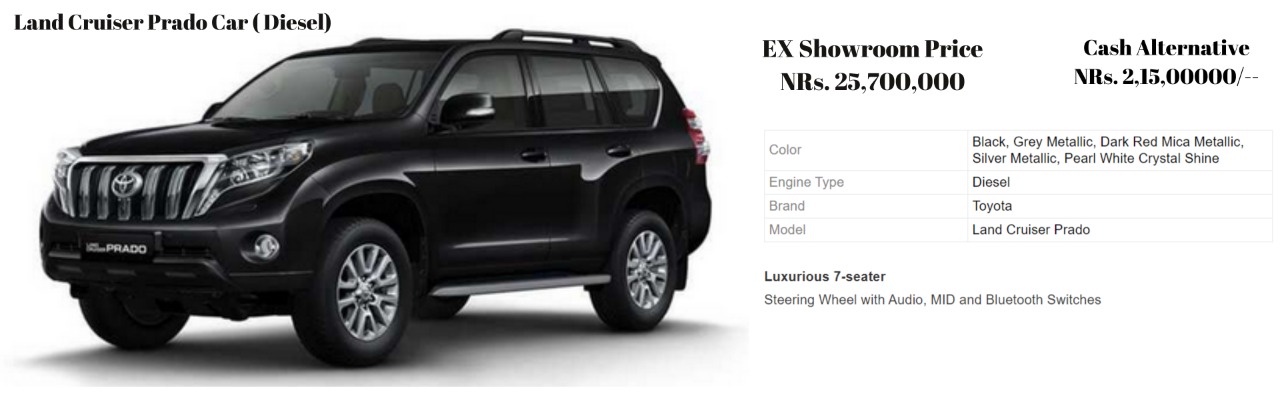 Land Cruiser Prado Car ( Diesel)
EX Showroom Price
NRs. 25,700,000
Cash Alternative
NRs. 2,15,00000/--
Color
Black, Grey Metallic, Dark Red Mica Metallic,
Silver Metallic, Pearl White Crystal Shine
Engine Type
Diesel
Brand
Toyota
Model
Land Cruiser Prado
Luxurious 7-seater
Steering Wheel with Audio, MID and Bluetooth Switches
LAND CRUISER PRADO